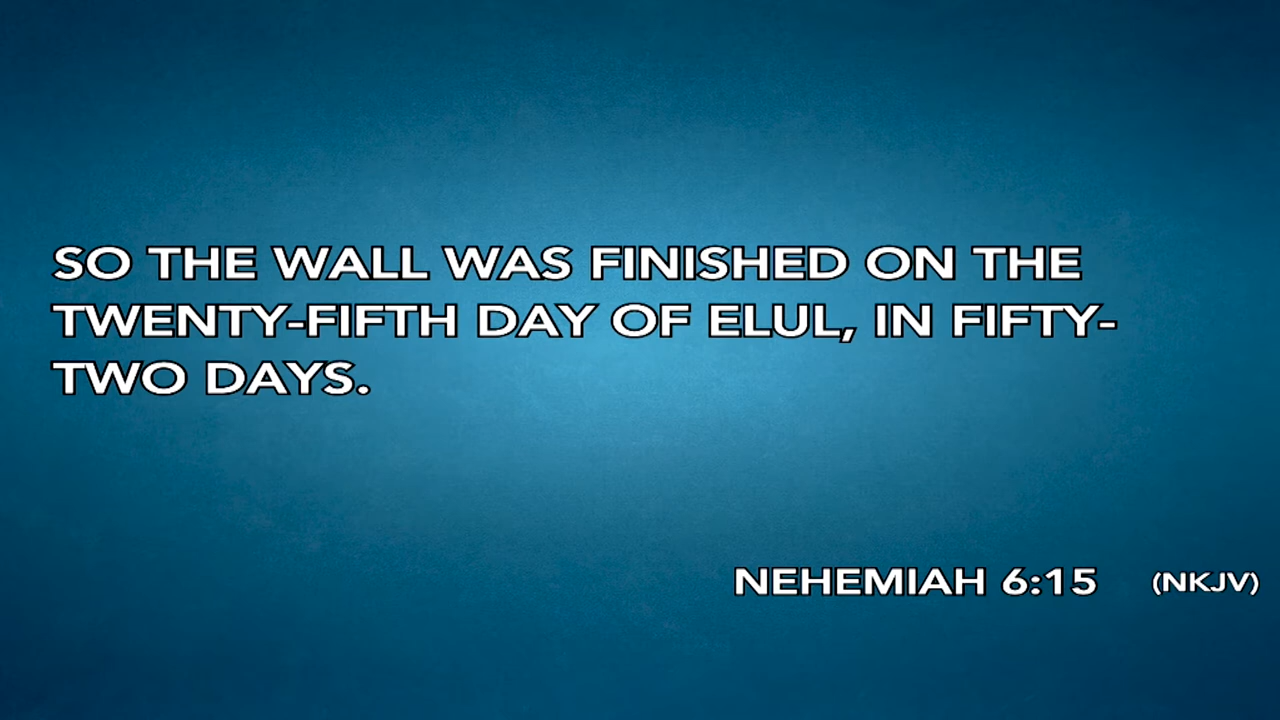 SO THE WALL WAS FINISHED ON THE
TWENTY-FIFTH DAY OF ELUL, IN FIFTY-
TWO DAYS.
NEHEMIAH 6:15 (NKJV)